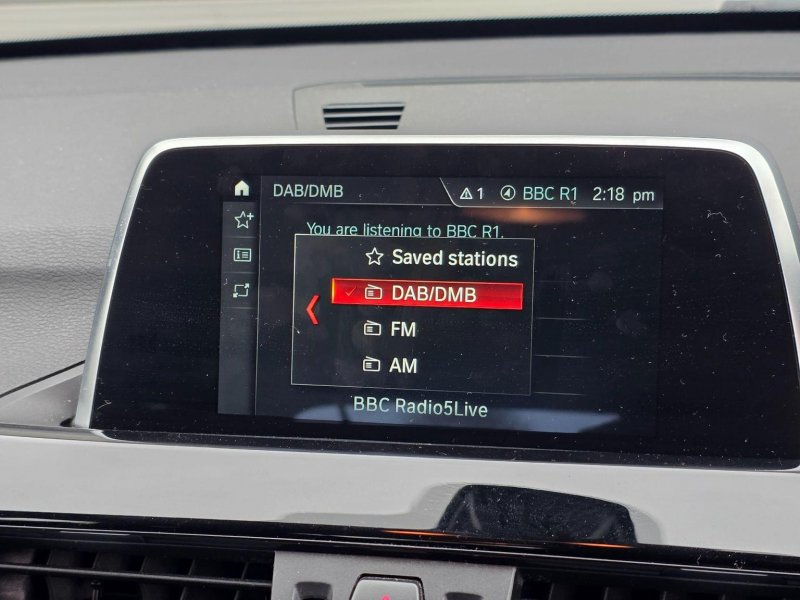 DAB/DMB
1
BBC R1
2:18 pm
You are listening to BBC R1.
Saved stations
DAB/DMB
FM
AM
BBC Radio5Live